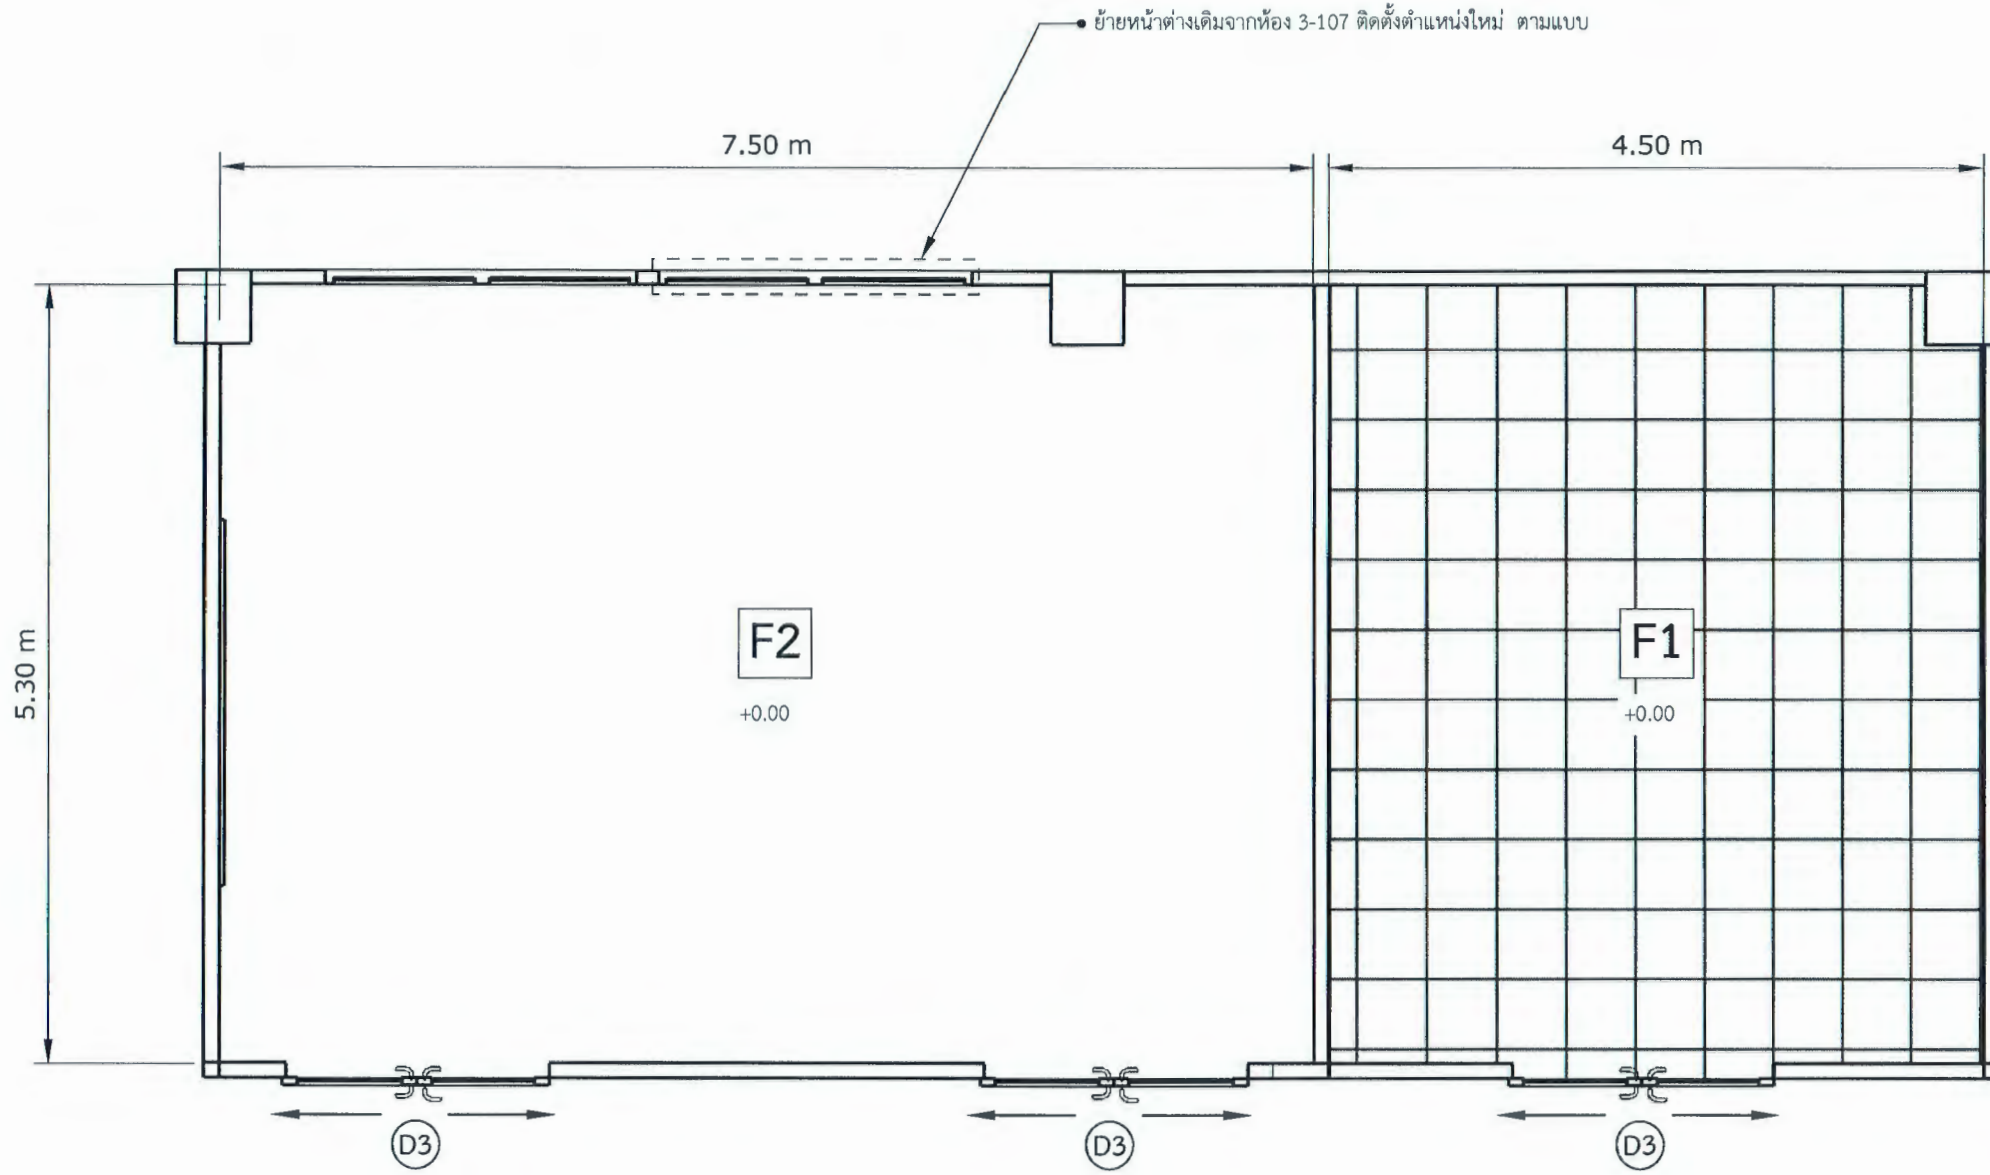 ย้ายหน้าต่างเดิมจากห้อง 3-107 ติดตั้งตำแหน่งใหม่ ตามแบบ
7.50 m
4.50 m
5.30 m
F2
+0.00
F1
+0.00
D3
D3
D3